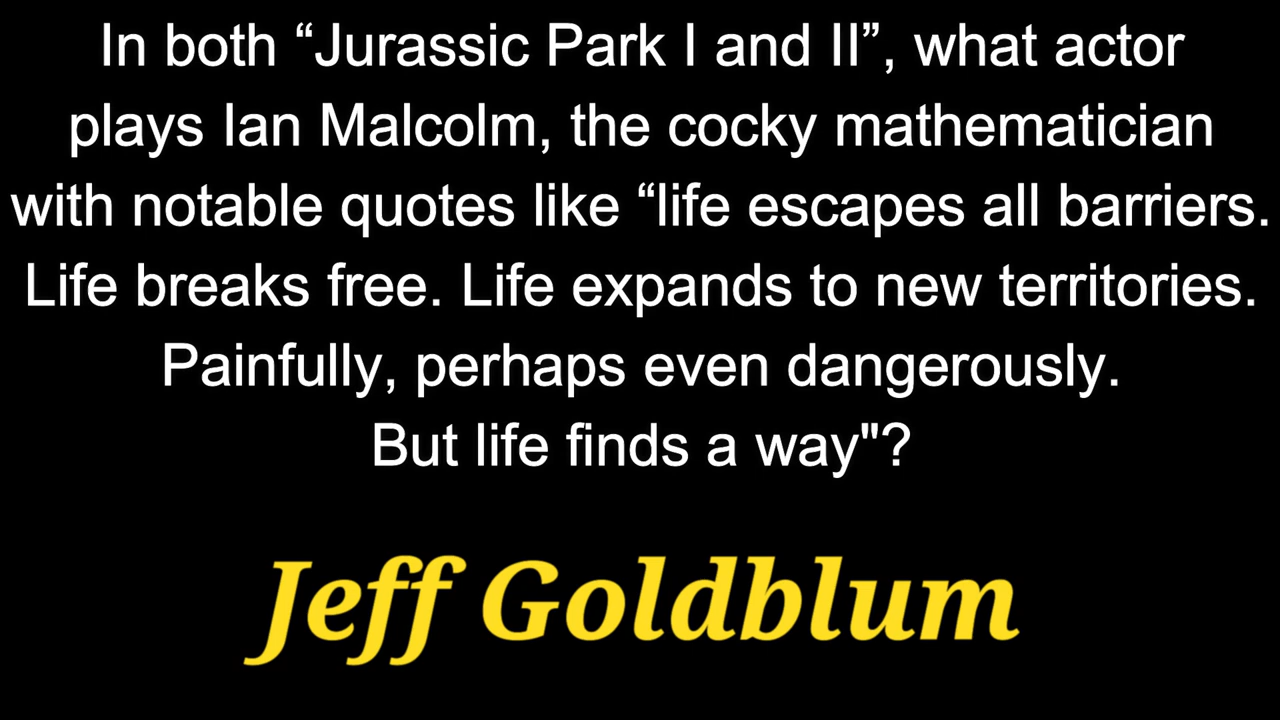 In both “Jurassic Park I and II”, what actor
plays Ian Malcolm, the cocky mathematician
with notable quotes like “life escapes all barriers.
Life breaks free. Life expands to new territories.
Painfully, perhaps even dangerously.
But life finds a way"?
Jeff Goldblum